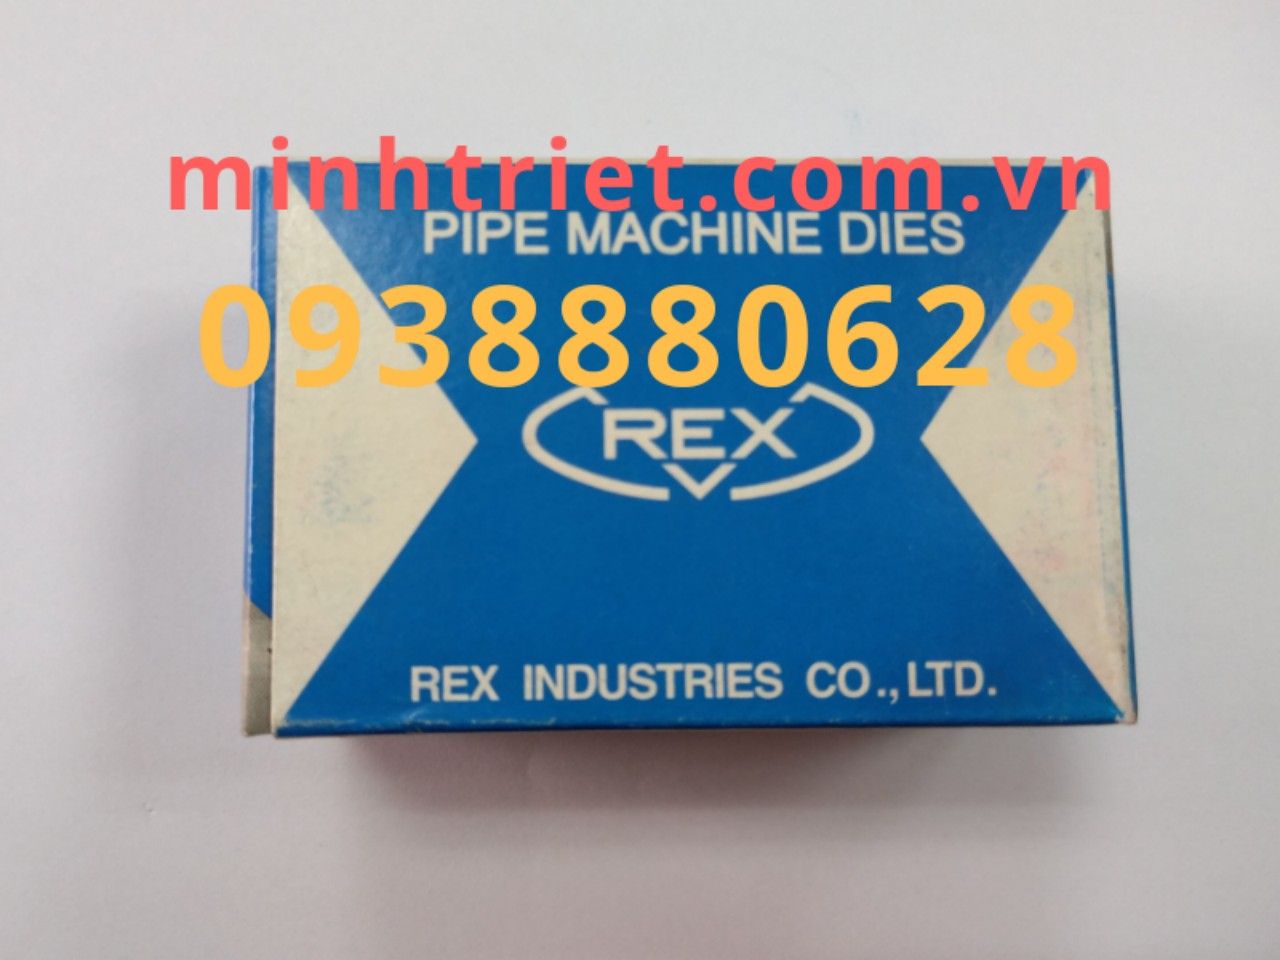 minhtriet.com.vn
PIPE MACHINE DIES
0938880628
REX
REX INDUSTRIES CO.,LTD.